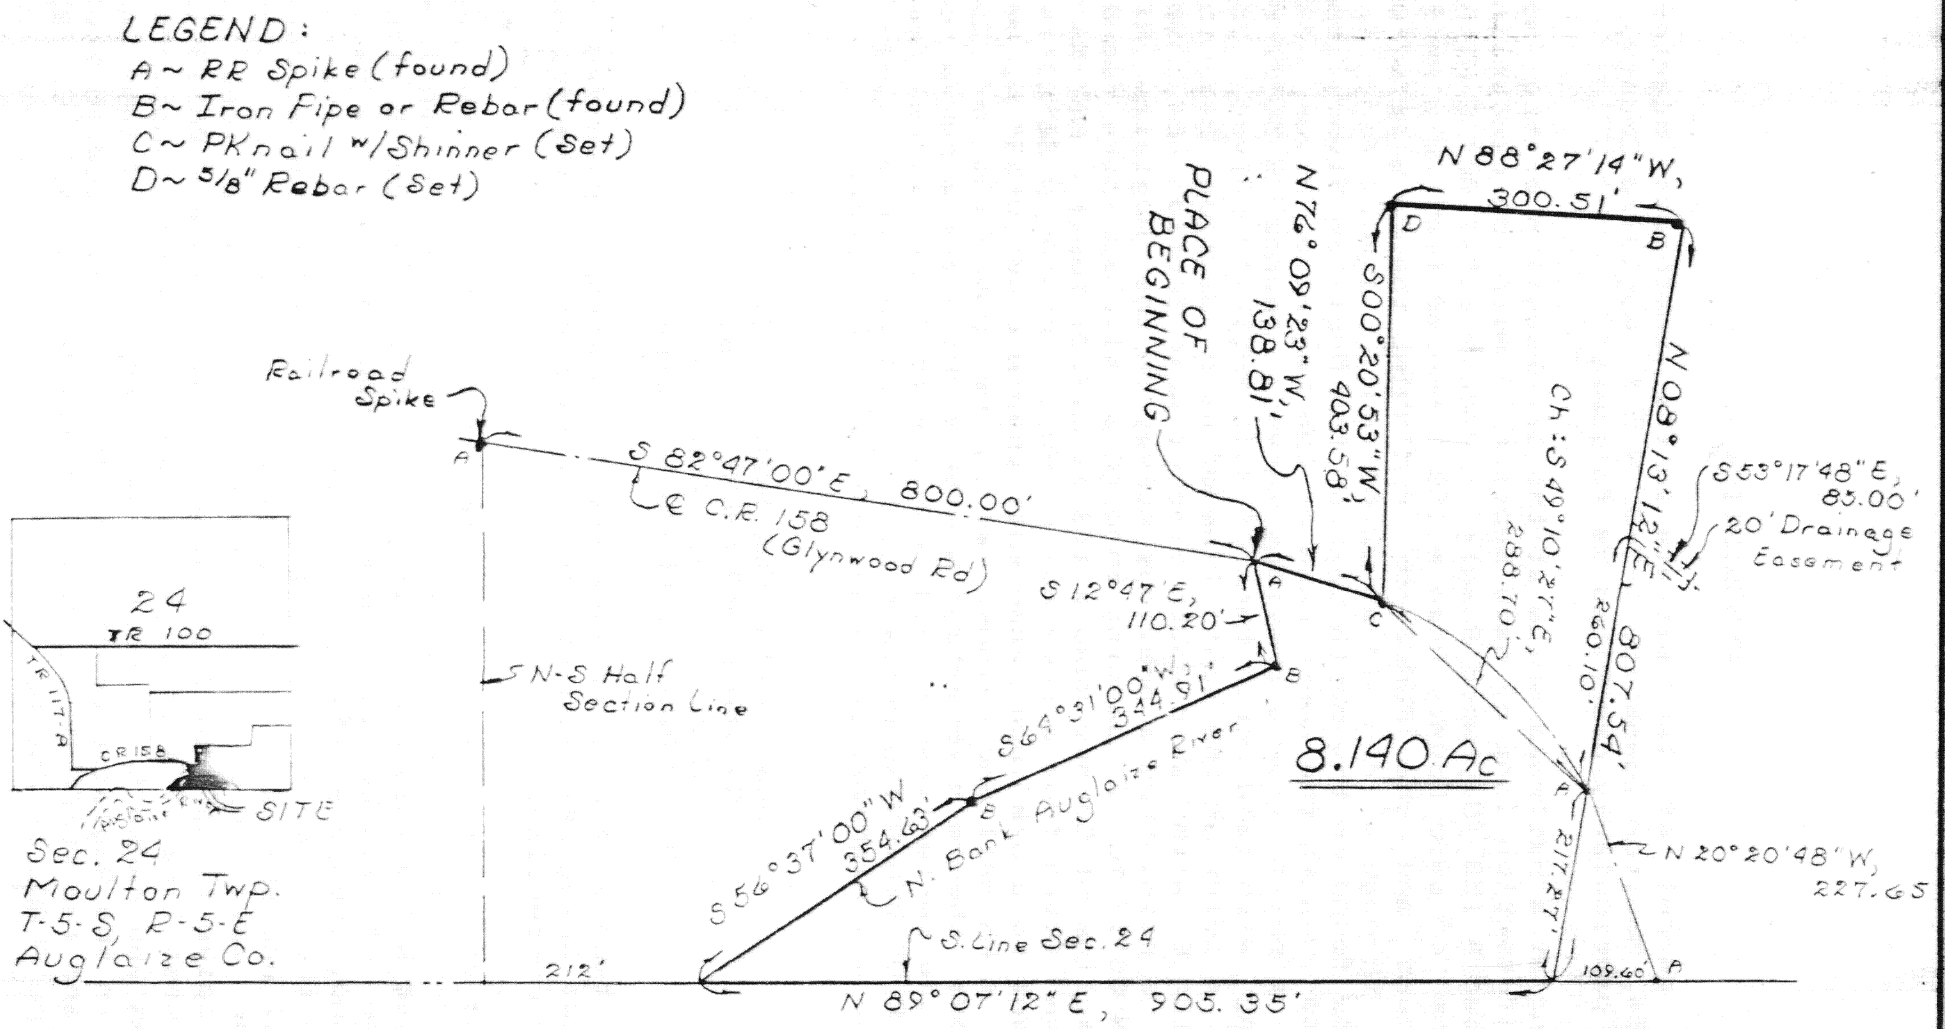 LEGEND:
A~ RR Spike (found)
B~ Iron Pipe or Rebar (found)
C~ PKnail w/Shinner (Set)
D~ 5/8" Rebar (Set)
N 88°27'14"W,
300.51'
D
B
PLACE OF
BEGINNING
N 76°09'23"W,
138.81'
S00°20'53"W,
403.58'
N 08°13'12"E, 807.54'
260.10'
Ch: S 49°10'27"E,
288.70'
S 53°17'48"E,
85.00'
20' Drainage
Easement
Railroad
Spike
A
S 82°47'00"E, 800.00'
℄ C.R. 158
(Glynwood Rd)
A
C
S 12°47'E,
110.20'
B
N-S Half
Section Line
S 64°31'00"W,
344.91'
8.140 Ac
A
B
N. Bank Auglaize River
S 56°37'00"W
354.63'
217.27'
N 20°20'48"W,
227.65
S. Line Sec. 24
212'
109.60'
A
N 89°07'12"E, 905.35'
24
TR 100
TR 117-A
CR 158
SITE
Sec. 24
Moulton Twp.
T-5-S, R-5-E
Auglaize Co.